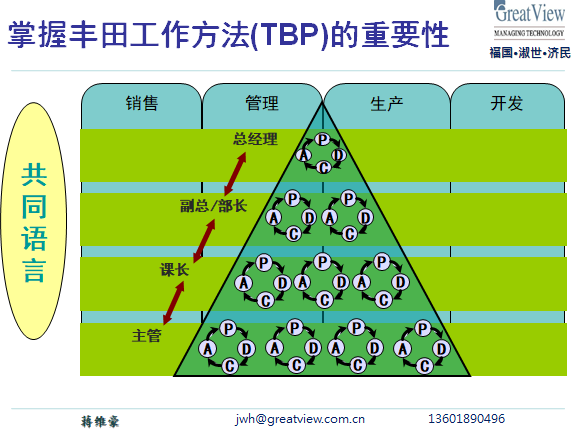 掌握丰田工作方法(TBP)的重要性
GreatView
MANAGING TECHNOLOGY
福国•淑世•济民
销售 管理 生产 开发
共同语言
总经理
P
A D
C
副总/部长
P P
A D A D
C C
课长
P P P
A D A D A D
C C C
主管
P P P P
A D A D A D A D
C C C C
蒋维豪 jwh@greatview.com.cn 13601890496